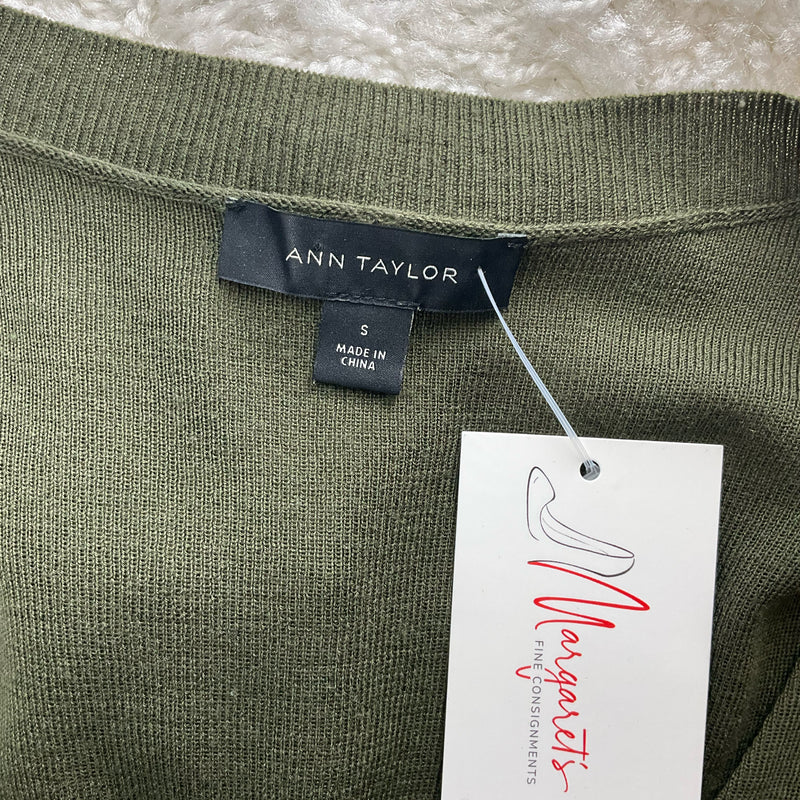 ANN TAYLOR
S
MADE IN
CHINA
Margaret's
FINE CONSIGNMENTS